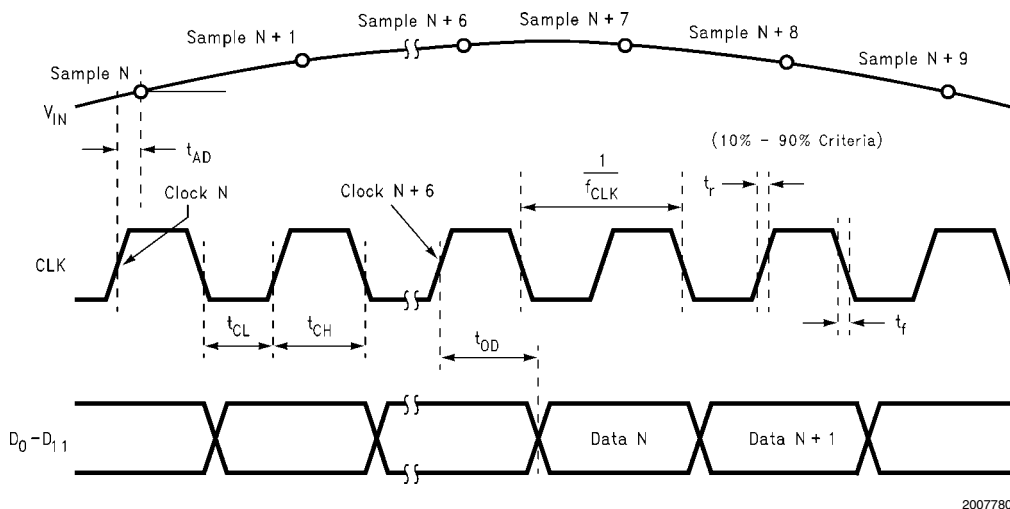 Sample N + 6
Sample N + 7
Sample N + 1
Sample N + 8
Sample N + 9
Sample N
V_IN
t_AD
(10% - 90% Criteria)
1
f_CLK
t_r
Clock N
Clock N + 6
CLK
t_CL
t_CH
t_OD
t_f
D_0-D_11
Data N
Data N + 1
2007780